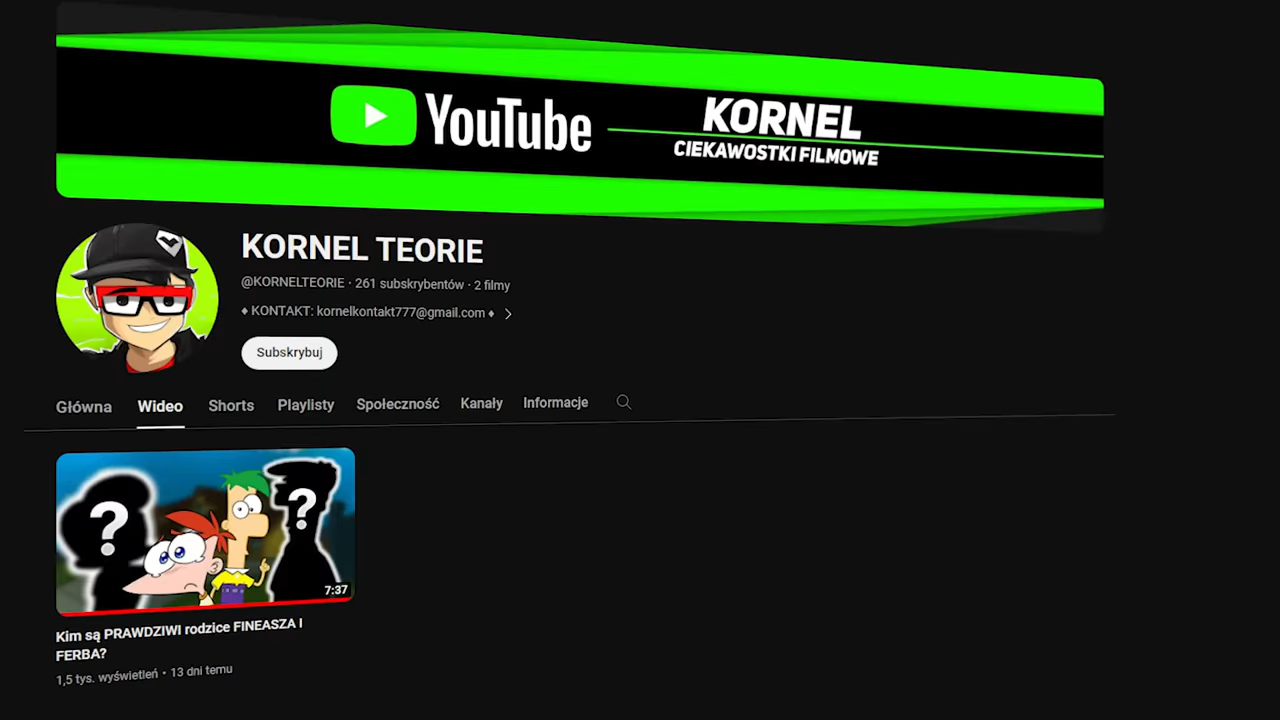 YouTube
KORNEL
CIEKAWOSTKI FILMOWE
KORNEL TEORIE
@KORNELTEORIE · 261 subskrybentów · 2 filmy
♦ KONTAKT: kornelkontakt777@gmail.com ♦
Subskrybuj
Główna Wideo Shorts Playlisty Społeczność Kanały Informacje
? ?
7:37
Kim są PRAWDZIWI rodzice FINEASZA I
FERBA?
1,5 tys. wyświetleń • 13 dni temu